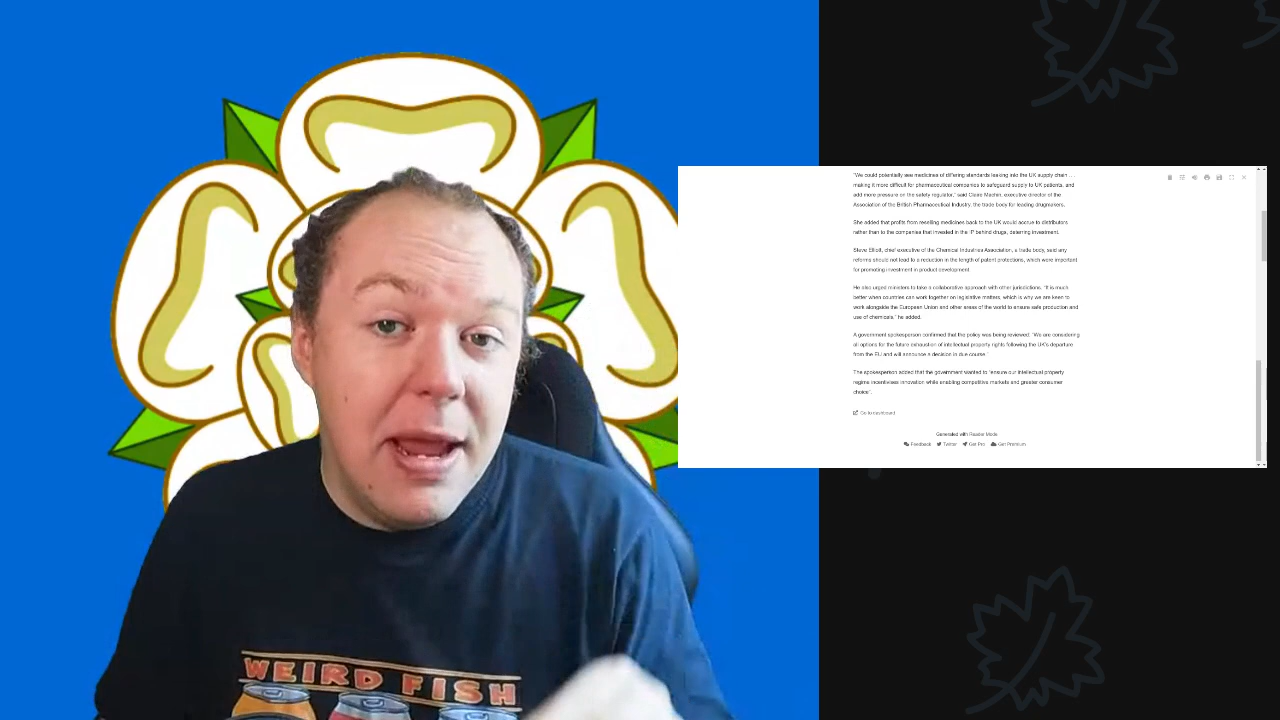 "We could potentially see medicines of differing standards leaking into the UK supply chain . . .
making it more difficult for pharmaceutical companies to safeguard supply to UK patients, and
add more pressure on the safety regulator," said Claire Machin, executive director of the
Association of the British Pharmaceutical Industry, the trade body for leading drugmakers.
She added that profits from reselling medicines back to the UK would accrue to distributors
rather than to the companies that invested in the IP behind drugs, deterring investment.
Steve Elliott, chief executive of the Chemical Industries Association, a trade body, said any
reforms should not lead to a reduction in the length of patent protections, which were important
for promoting investment in product development.
He also urged ministers to take a collaborative approach with other jurisdictions. "It is much
better when countries can work together on legislative matters, which is why we are keen to
work alongside the European Union and other areas of the world to ensure safe production and
use of chemicals," he added.
A government spokesperson confirmed that the policy was being reviewed. "We are considering
all options for the future exhaustion of intellectual property rights following the UK's departure
from the EU and will announce a decision in due course."
The spokesperson added that the government wanted to "ensure our intellectual property
regime incentivises innovation while enabling competitive markets and greater consumer
choice".
Go to dashboard
Generated with Reader Mode
Feedback Twitter Get Pro Get Premium
WEIRD FISH